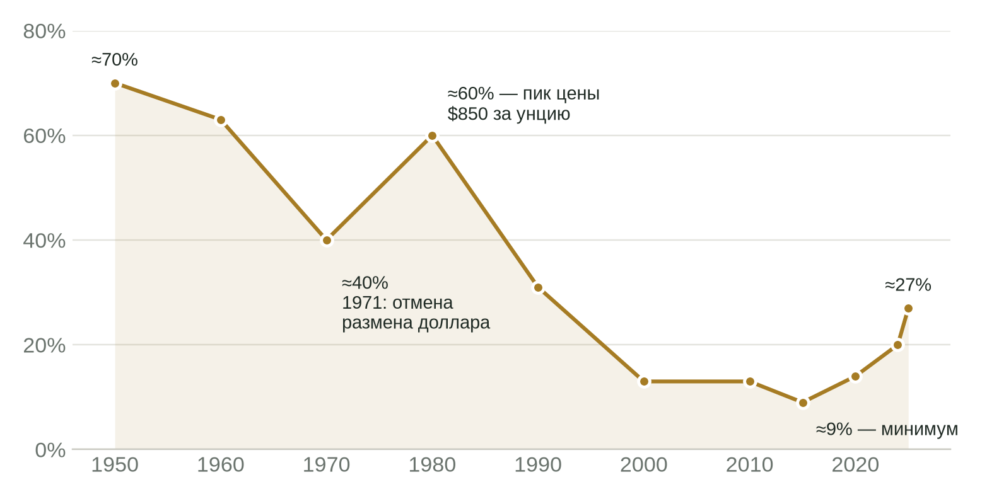 80%
≈70%
≈60% — пик цены
$850 за унцию
60%
40%
≈40%
1971: отмена
размена доллара
≈27%
20%
≈9% — минимум
0%
1950 1960 1970 1980 1990 2000 2010 2020